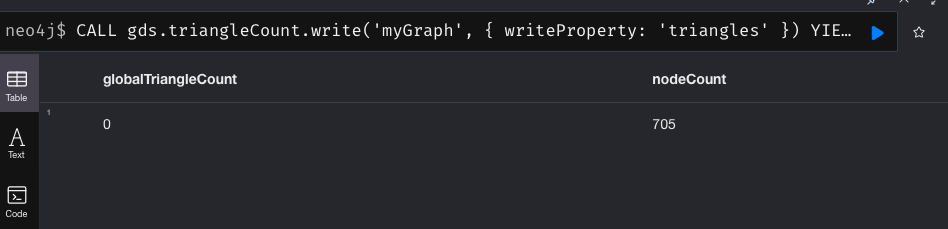 neo4j$ CALL gds.triangleCount.write('myGraph', { writeProperty: 'triangles' }) YIE…
Table
globalTriangleCount nodeCount
1
0 705
A
Text
Code